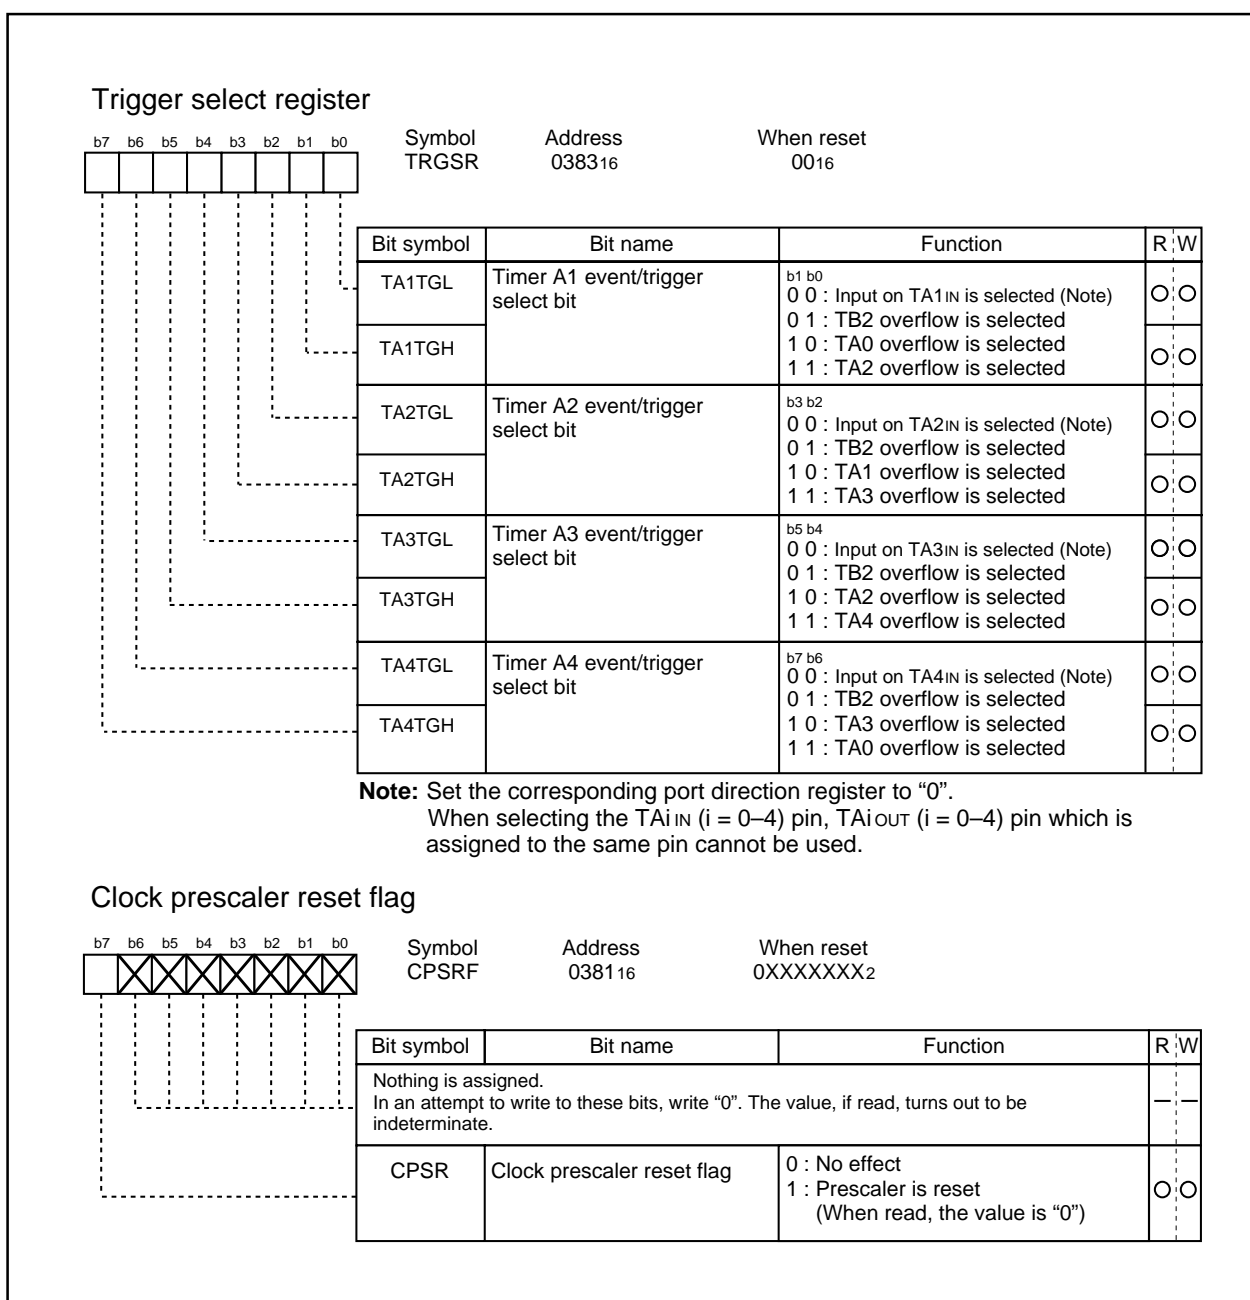 Trigger select register
b7 b6 b5 b4 b3 b2 b1 b0
Symbol Address When reset
TRGSR 038316 0016
Bit symbol Bit name Function R W
TA1TGL Timer A1 event/trigger select bit
b1 b0
0 0 : Input on TA1IN is selected (Note)
0 1 : TB2 overflow is selected
TA1TGH
1 0 : TA0 overflow is selected
1 1 : TA2 overflow is selected
TA2TGL Timer A2 event/trigger select bit
b3 b2
0 0 : Input on TA2IN is selected (Note)
0 1 : TB2 overflow is selected
TA2TGH
1 0 : TA1 overflow is selected
1 1 : TA3 overflow is selected
TA3TGL Timer A3 event/trigger select bit
b5 b4
0 0 : Input on TA3IN is selected (Note)
0 1 : TB2 overflow is selected
TA3TGH
1 0 : TA2 overflow is selected
1 1 : TA4 overflow is selected
TA4TGL Timer A4 event/trigger select bit
b7 b6
0 0 : Input on TA4IN is selected (Note)
0 1 : TB2 overflow is selected
TA4TGH
1 0 : TA3 overflow is selected
1 1 : TA0 overflow is selected
Note: Set the corresponding port direction register to “0”.
When selecting the TAiIN (i = 0–4) pin, TAiOUT (i = 0–4) pin which is
assigned to the same pin cannot be used.
Clock prescaler reset flag
b7 b6 b5 b4 b3 b2 b1 b0
Symbol Address When reset
CPSRF 038116 0XXXXXXX2
Bit symbol Bit name Function R W
Nothing is assigned.
In an attempt to write to these bits, write “0”. The value, if read, turns out to be
indeterminate.
— —
CPSR Clock prescaler reset flag
0 : No effect
1 : Prescaler is reset
(When read, the value is “0”)